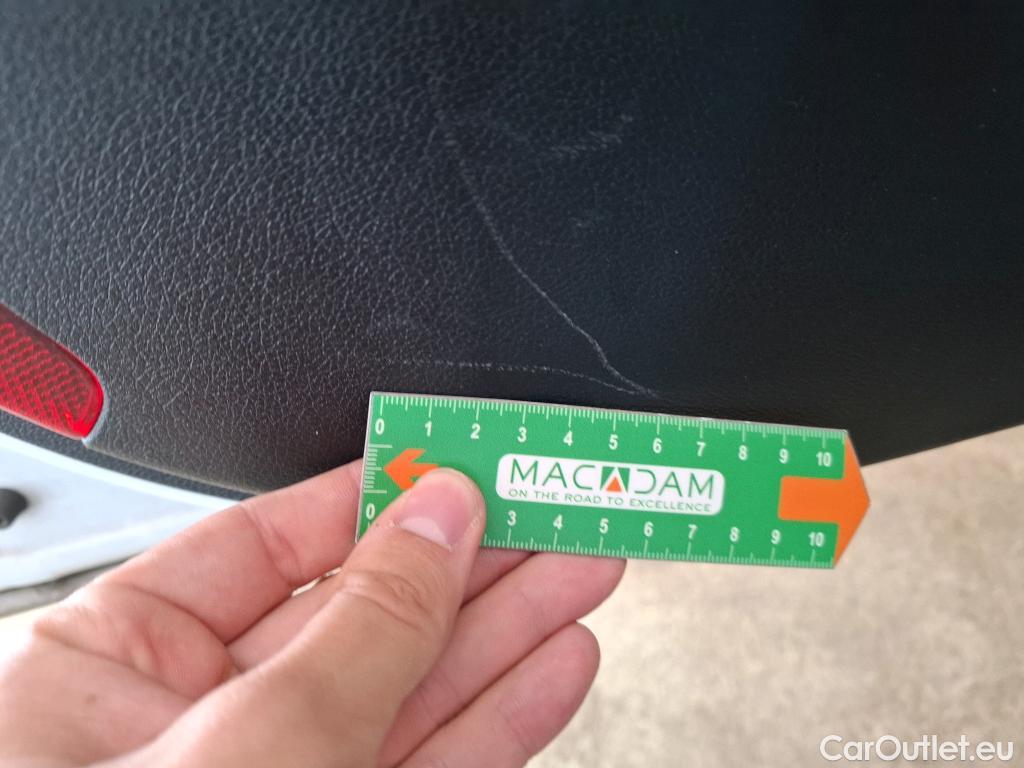 0 1 2 3 4 5 6 7 8 9 10
MACADAM
ON THE ROAD TO EXCELLENCE
0 3 4 5 6 7 8 9 10
CarOutlet.eu